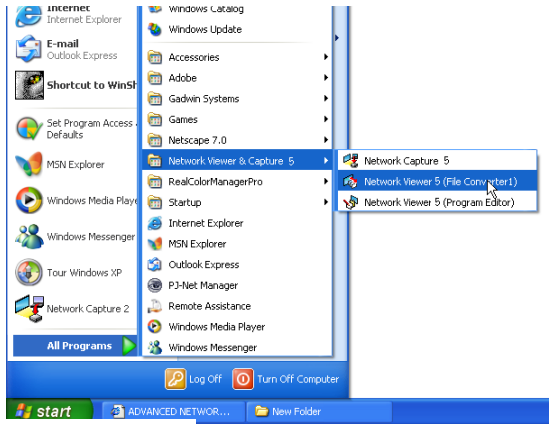 Internet
Internet Explorer
E-mail
Outlook Express
Shortcut to WinSh
Set Program Access
Defaults
MSN Explorer
Windows Media Playe
Windows Messenger
Tour Windows XP
Network Capture 2
All Programs
Windows Catalog
Windows Update
Accessories
Adobe
Gadwin Systems
Games
Netscape 7.0
Network Viewer & Capture 5
RealColorManagerPro
Startup
Internet Explorer
MSN Explorer
Outlook Express
PJ-Net Manager
Remote Assistance
Windows Media Player
Windows Messenger
Network Capture 5
Network Viewer 5 (File Converter1)
Network Viewer 5 (Program Editor)
Log Off
Turn Off Computer
start
ADVANCED NETWOR...
New Folder